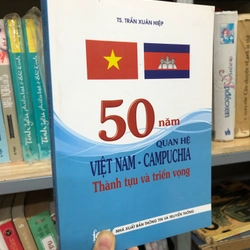 TS. TRẦN XUÂN HIỆP
50 năm
QUAN HỆ
VIỆT NAM - CAMPUCHIA
Thành tựu và triển vọng
NHÀ XUẤT BẢN THÔNG TIN VÀ TRUYỀN THÔNG